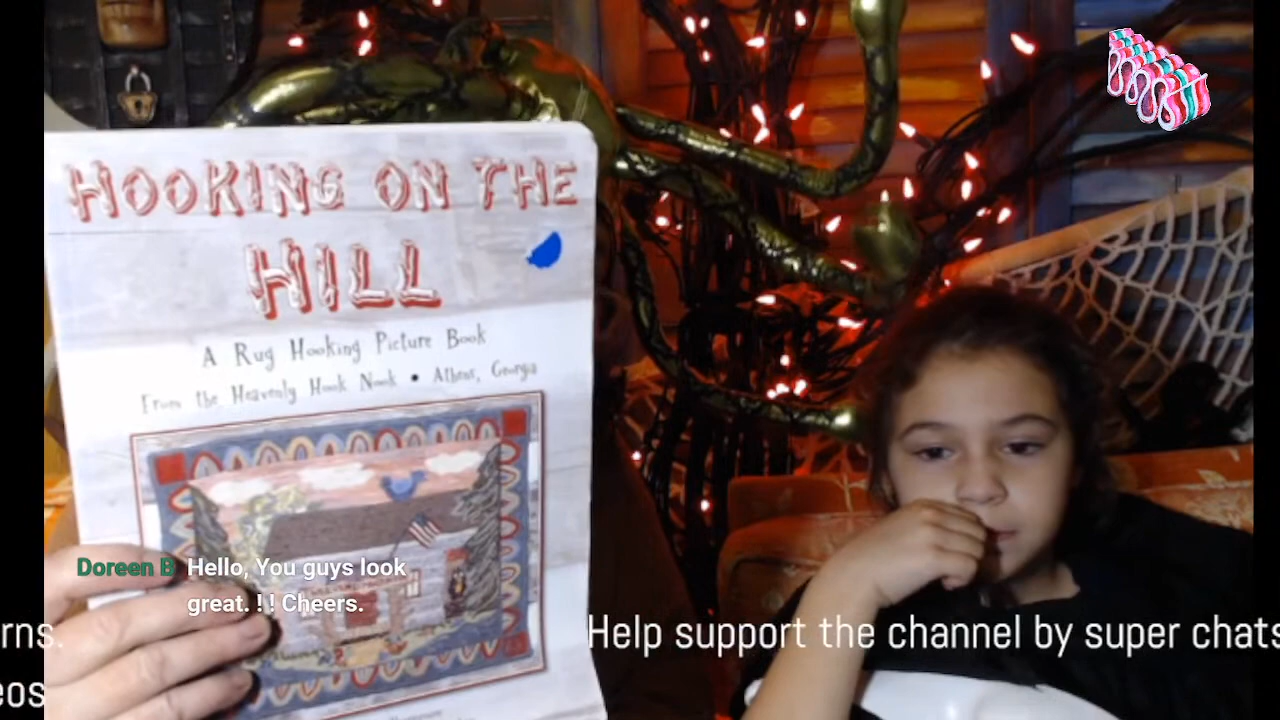 HOOKING ON THE
HILL
A Rug Hooking Picture Book
From the Heavenly Hook Nook • Athens, Georgia
Doreen B Hello, You guys look
great. ! ! Cheers.
rns.
Help support the channel by super chats
eos